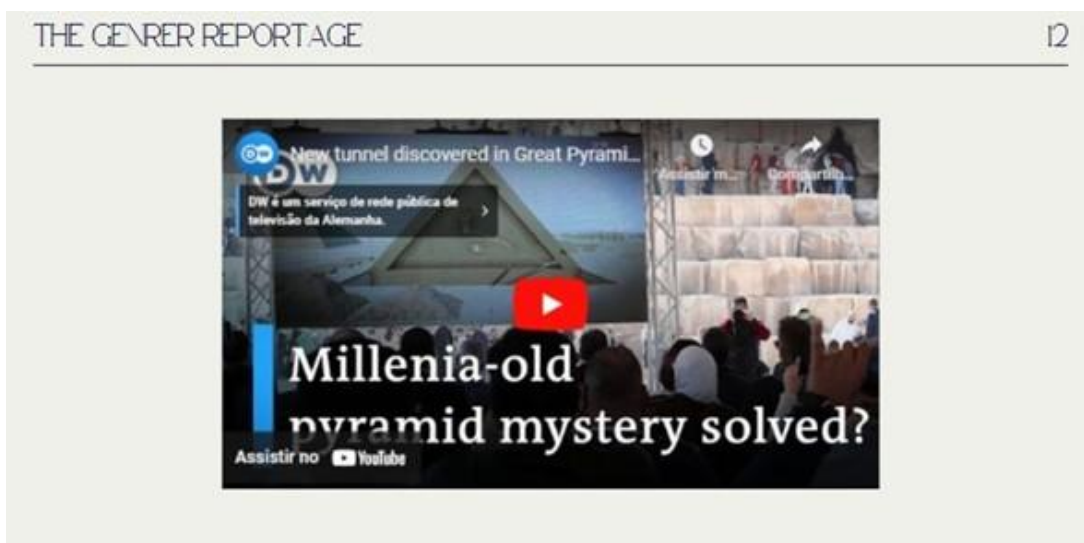 THE GENRER REPORTAGE
12
DW
New tunnel discovered in Great Pyrami...
DW
Assistir m...
Compartilh...
DW é um serviço de rede pública de
televisão da Alemanha.
Millenia-old
pyramid mystery solved?
Assistir no YouTube